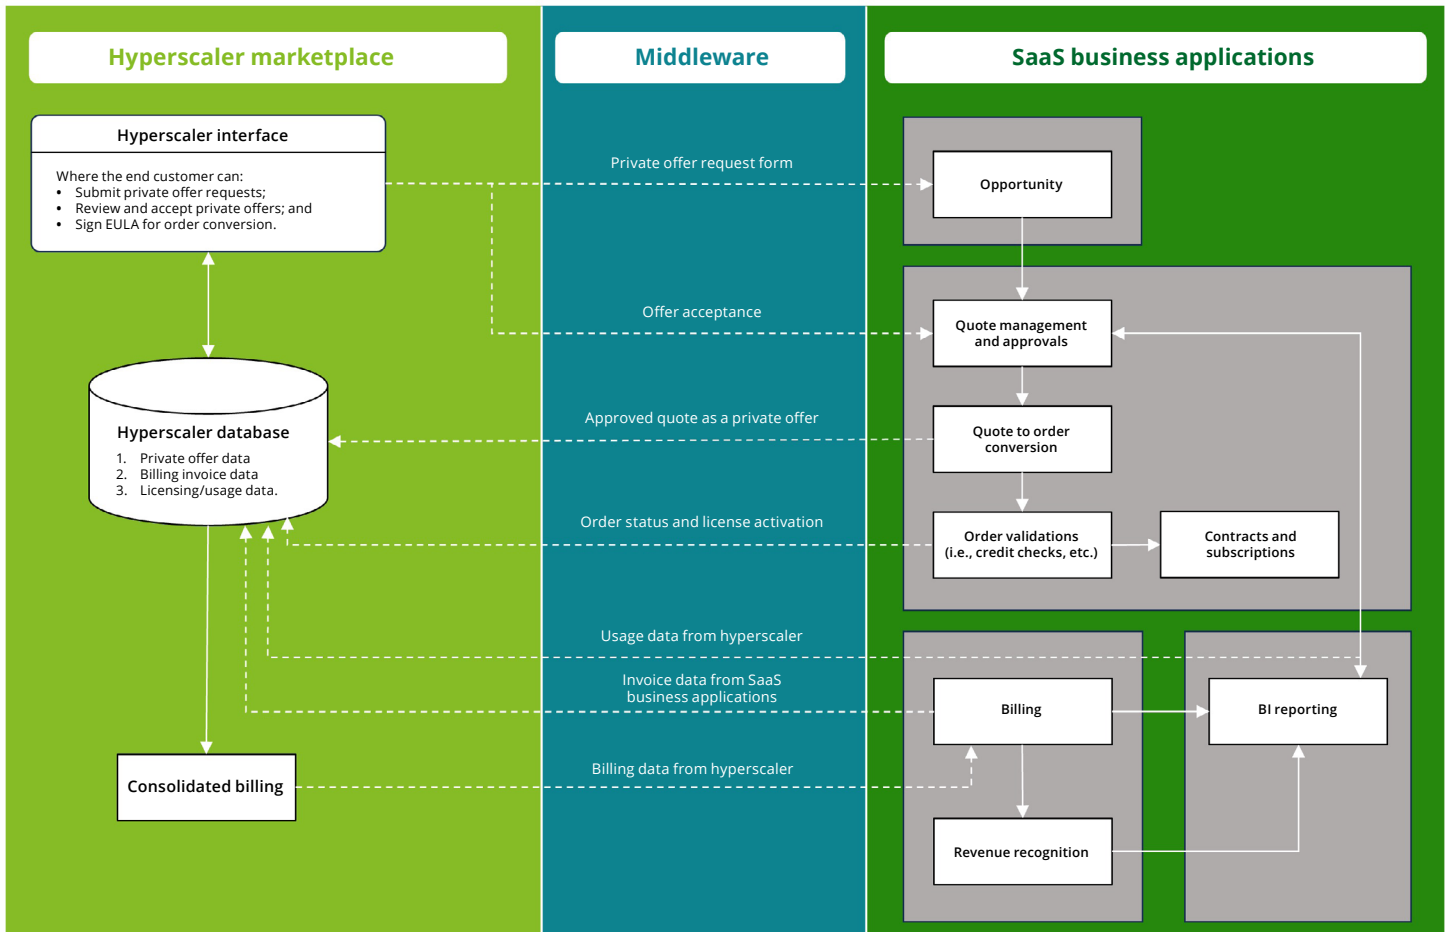 Hyperscaler marketplace
Middleware
SaaS business applications
Hyperscaler interface
Where the end customer can:
• Submit private offer requests;
• Review and accept private offers; and
• Sign EULA for order conversion.
Private offer request form
Opportunity
Offer acceptance
Quote management
and approvals
Hyperscaler database
1. Private offer data
2. Billing invoice data
3. Licensing/usage data.
Approved quote as a private offer
Quote to order
conversion
Order status and license activation
Order validations
(i.e., credit checks, etc.)
Contracts and
subscriptions
Usage data from hyperscaler
Invoice data from SaaS
business applications
Billing
BI reporting
Consolidated billing
Billing data from hyperscaler
Revenue recognition